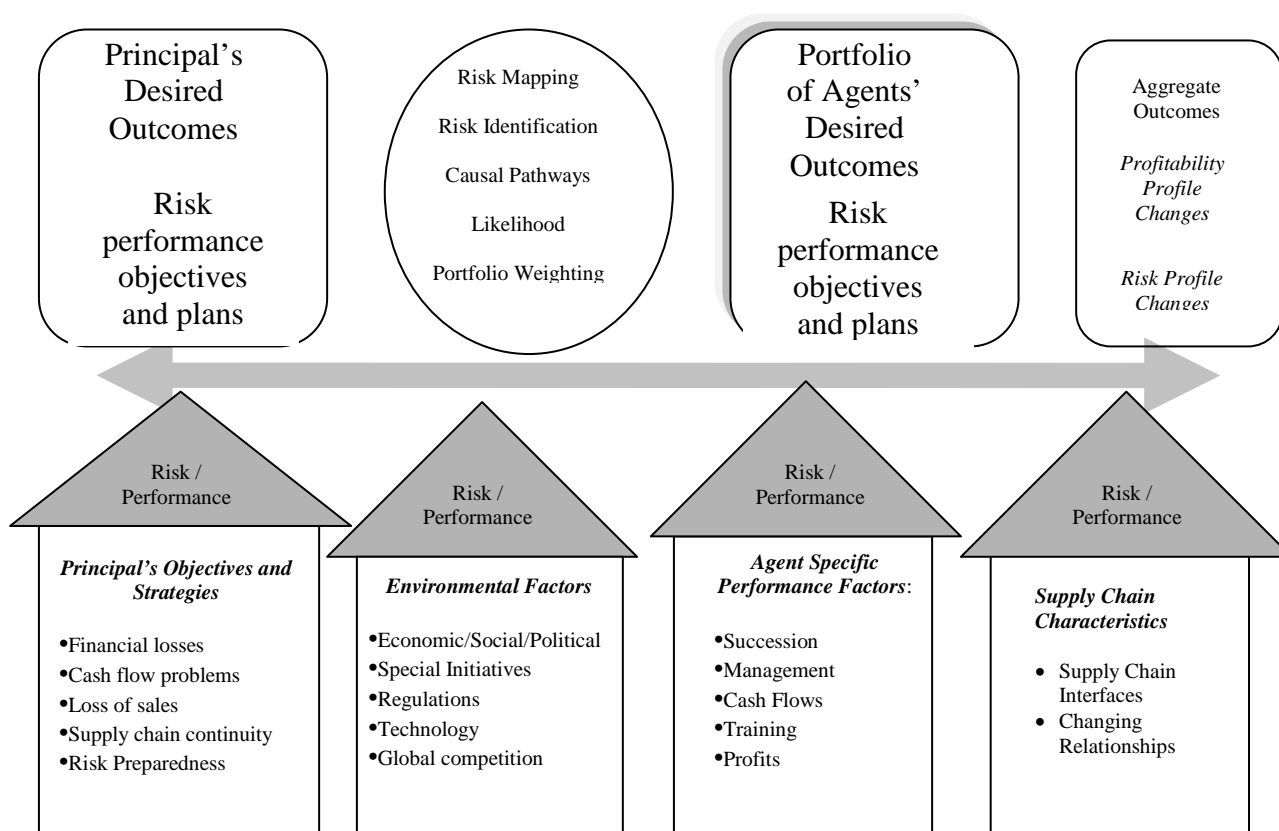 Principal's
Desired
Outcomes
Risk
performance
objectives
and plans
Risk Mapping
Risk Identification
Causal Pathways
Likelihood
Portfolio Weighting
Portfolio
of Agents'
Desired
Outcomes
Risk
performance
objectives
and plans
Aggregate
Outcomes
Profitability
Profile
Changes
Risk Profile
Changes
Risk /
Performance
Risk /
Performance
Risk /
Performance
Risk /
Performance
Principal's Objectives and
Strategies
•Financial losses
•Cash flow problems
•Loss of sales
•Supply chain continuity
•Risk Preparedness
Environmental Factors
•Economic/Social/Political
•Special Initiatives
•Regulations
•Technology
•Global competition
Agent Specific
Performance Factors:
•Succession
•Management
•Cash Flows
•Training
•Profits
Supply Chain
Characteristics
• Supply Chain
Interfaces
• Changing
Relationships